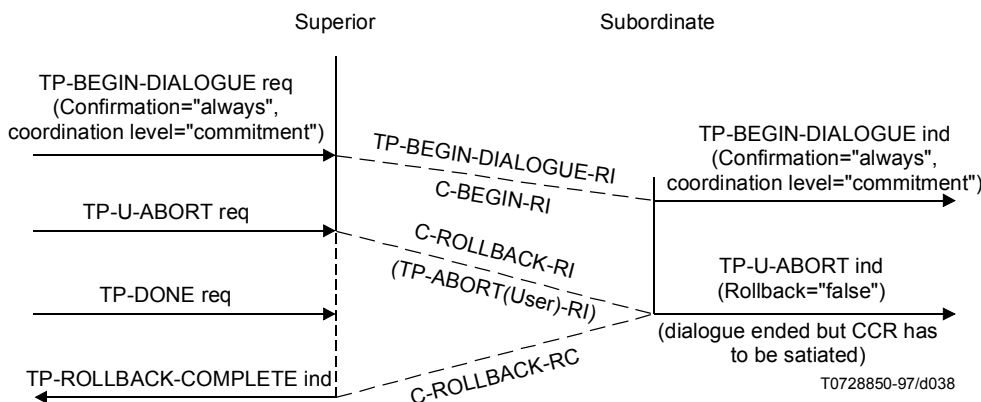 Superior
Subordinate
TP-BEGIN-DIALOGUE req
(Confirmation="always",
coordination level="commitment")
TP-BEGIN-DIALOGUE-RI
C-BEGIN-RI
TP-BEGIN-DIALOGUE ind
(Confirmation="always",
coordination level="commitment")
TP-U-ABORT req
C-ROLLBACK-RI
(TP-ABORT(User)-RI)
TP-U-ABORT ind
(Rollback="false")
TP-DONE req
(dialogue ended but CCR has
to be satiated)
C-ROLLBACK-RC
TP-ROLLBACK-COMPLETE ind
T0728850-97/d038